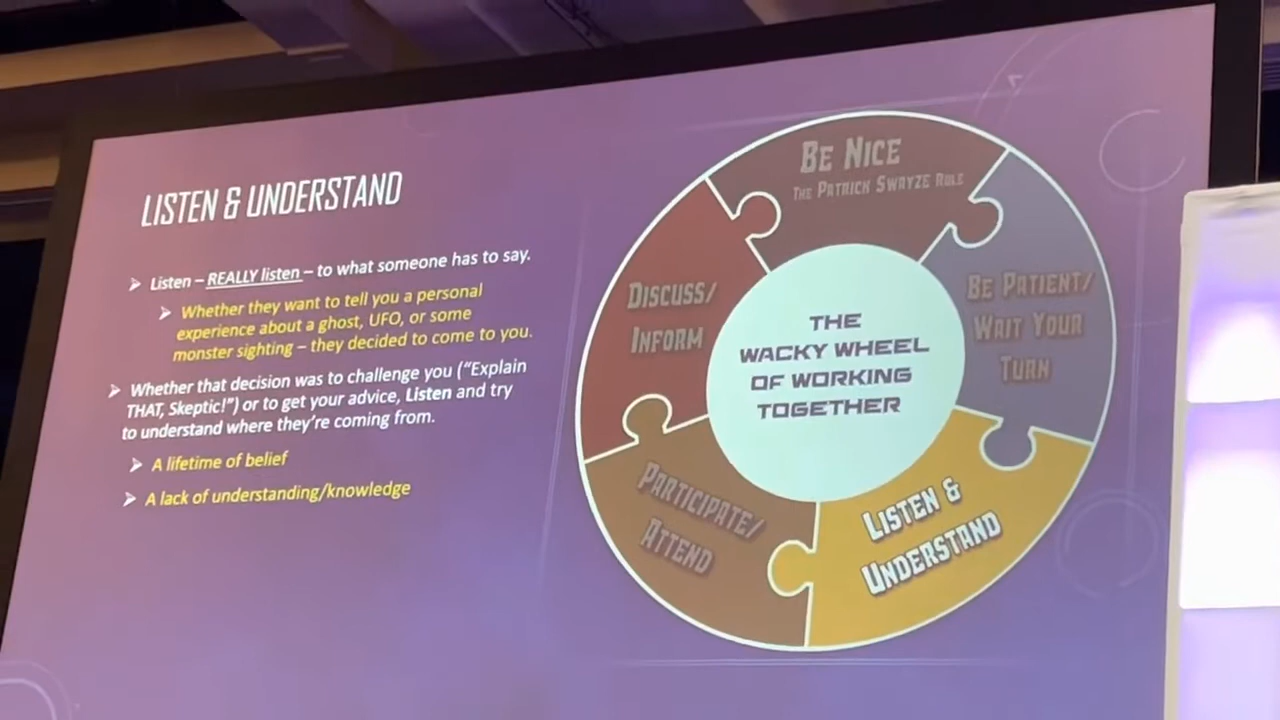 LISTEN & UNDERSTAND
Listen – REALLY listen – to what someone has to say.
Whether they want to tell you a personal
experience about a ghost, UFO, or some
monster sighting – they decided to come to you.
Whether that decision was to challenge you (“Explain
THAT, Skeptic!”) or to get your advice, Listen and try
to understand where they’re coming from.
A lifetime of belief
A lack of understanding/knowledge
BE NICE
THE PATRICK SWAYZE RULE
BE PATIENT/
WAIT YOUR
TURN
LISTEN &
UNDERSTAND
PARTICIPATE/
ATTEND
DISCUSS/
INFORM
THE
WACKY WHEEL
OF WORKING
TOGETHER